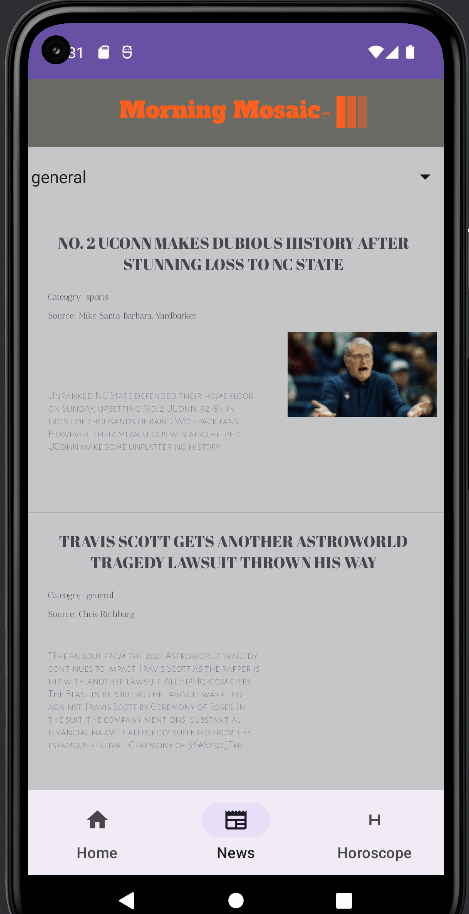 31
Morning Mosaic
general
NO. 2 UCONN MAKES DUBIOUS HISTORY AFTER
STUNNING LOSS TO NC STATE
Cateogry: sports
Source: Mike Santa Barbara, Yardbarker
UNRANKED NC STATE DEFENDED THEIR HOME FLOOR
ON SUNDAY, UPSETTING NO. 2 UCONN, 92-81, IN
FRONT OF THOUSANDS OF RABID WOLFPACK FANS.
HOWEVER, THEIR MIRACULOUS WIN ALSO HELPED
UCONN MAKE SOME UNFLATTERING HISTORY.
TRAVIS SCOTT GETS ANOTHER ASTROWORLD
TRAGEDY LAWSUIT THROWN HIS WAY
Cateogry: general
Source: Chris Richburg
"THE FALLOUT FROM THE 2021 ASTROWORLD TRAGEDY
CONTINUES TO IMPACT TRAVIS SCOTT AS THE RAPPER IS
HIT WITH ANOTHER LAWSUIT. ALLHIPHOP.COM CITES
THE BLAST IN REPORTING THE LAWSUIT WAS FILED
AGAINST TRAVIS SCOTT BY CEREMONY OF ROSES. IN
THE SUIT, THE COMPANY MENTIONS "SUBSTANTIAL
FINANCIAL HARM" IT ALLEGEDLY SUFFERED FROM THE
INFAMOUS FESTIVAL. CEREMONY OF [&#8230;] THE
Home News Horoscope